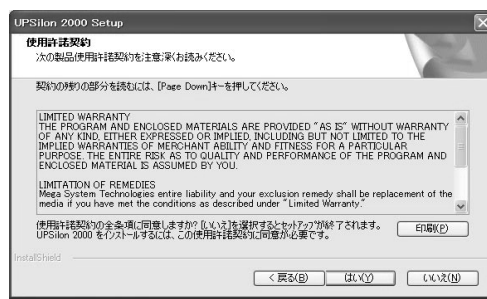 UPSilon 2000 Setup
使用許諾契約
次の製品使用許諾契約を注意深くお読みください。
契約の残りの部分を読むには、[Page Down]キーを押してください。
LIMITED WARRANTY
THE PROGRAM AND ENCLOSED MATERIALS ARE PROVIDED "AS IS" WITHOUT WARRANTY
OF ANY KIND, EITHER EXPRESSED OR IMPLIED, INCLUDING BUT NOT LIMITED TO THE
IMPLIED WARRANTIES OF MERCHANT ABILITY AND FITNESS FOR A PARTICULAR
PURPOSE. THE ENTIRE RISK AS TO QUALITY AND PERFORMANCE OF THE PROGRAM AND
ENCLOSED MATERIAL IS ASSUMED BY YOU.
LIMITATION OF REMEDIES
Mega System Technologies entire liability and your exclusion remedy shall be replacement of the
media if you have met the conditions as described under "Limited Warranty."
使用許諾契約の全条項に同意しますか? [いいえ]を選択するとセットアップが終了されます。
UPSilon 2000 をインストールするには、この使用許諾契約に同意が必要です。
印刷(P)
InstallShield
< 戻る(B)
はい(Y)
いいえ(N)